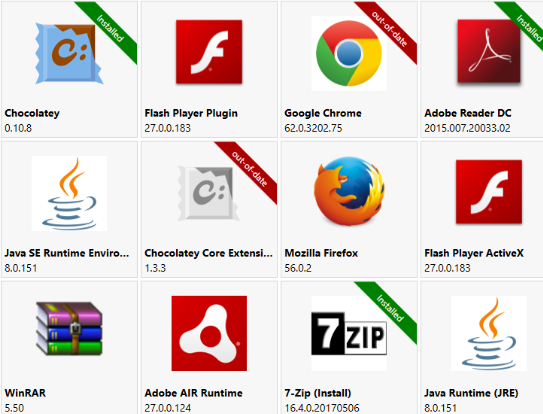 Installed
out-of-date
Installed
Chocolatey
Flash Player Plugin
Google Chrome
Adobe Reader DC
0.10.8
27.0.0.183
62.0.3202.75
2015.007.20033.02
out-of-date
Java SE Runtime Enviro...
Chocolatey Core Extensi...
Mozilla Firefox
Flash Player ActiveX
8.0.151
1.3.3
56.0.2
27.0.0.183
Installed
7ZIP
WinRAR
Adobe AIR Runtime
7-Zip (Install)
Java Runtime (JRE)
5.50
27.0.0.124
16.4.0.20170506
8.0.151